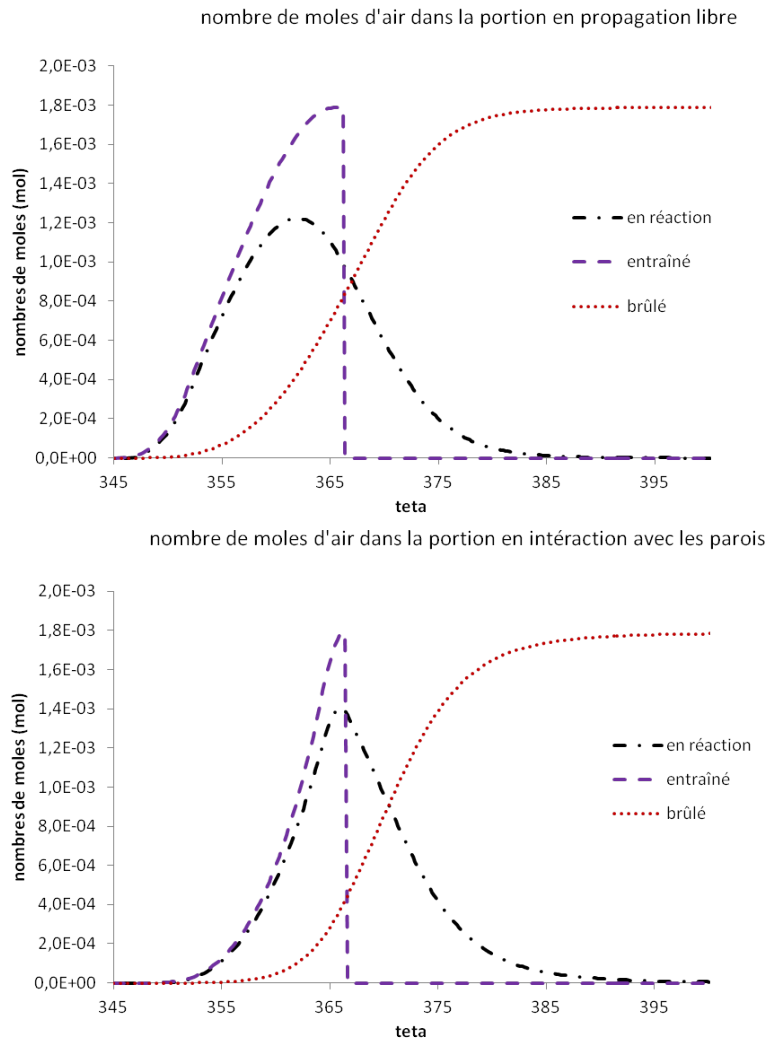 nombre de moles d'air dans la portion en propagation libre
2,0E-03
1,8E-03
1,6E-03
1,4E-03
1,2E-03
1,0E-03
8,0E-04
6,0E-04
4,0E-04
2,0E-04
0,0E+00
nombres de moles (mol)
en réaction
entraîné
brûlé
345
355
365
375
385
395
teta
nombre de moles d'air dans la portion en intéraction avec les parois
2,0E-03
1,8E-03
1,6E-03
1,4E-03
1,2E-03
1,0E-03
8,0E-04
6,0E-04
4,0E-04
2,0E-04
0,0E+00
nombres de moles (mol)
en réaction
entraîné
brûlé
345
355
365
375
385
395
teta